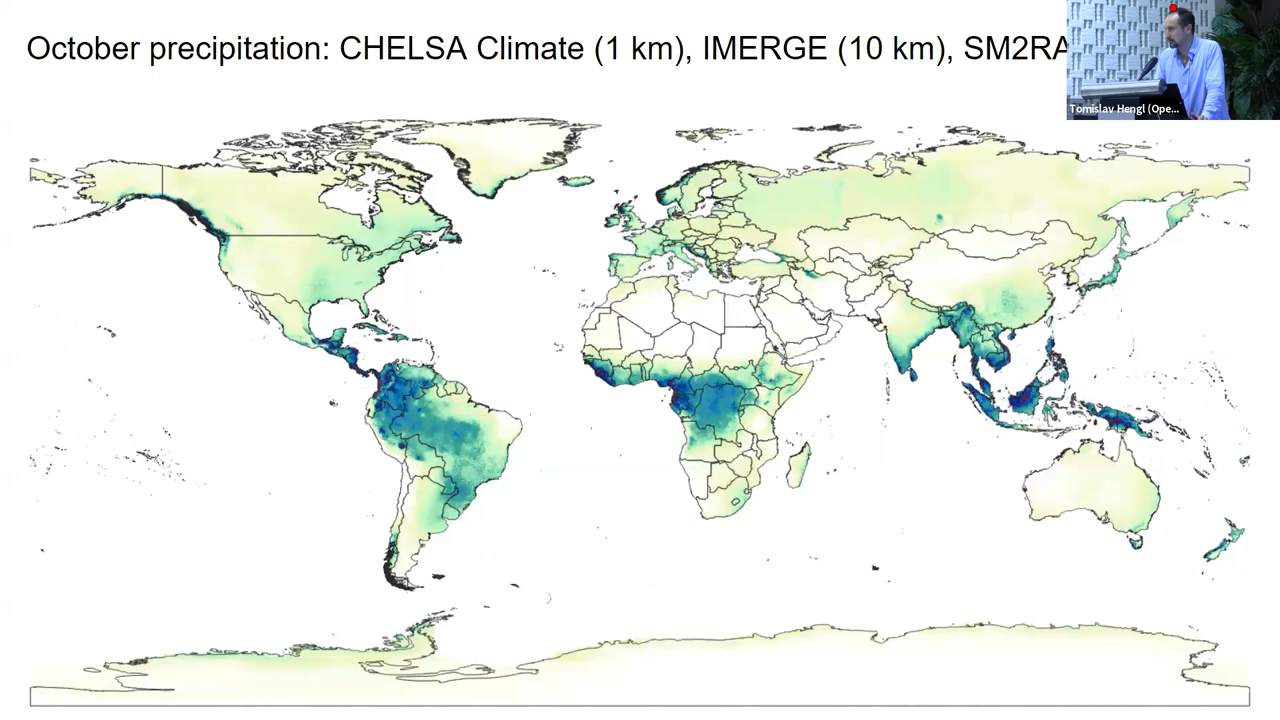 October precipitation: CHELSA Climate (1 km), IMERGE (10 km), SM2RA
Tomislav Hengl (Ope...